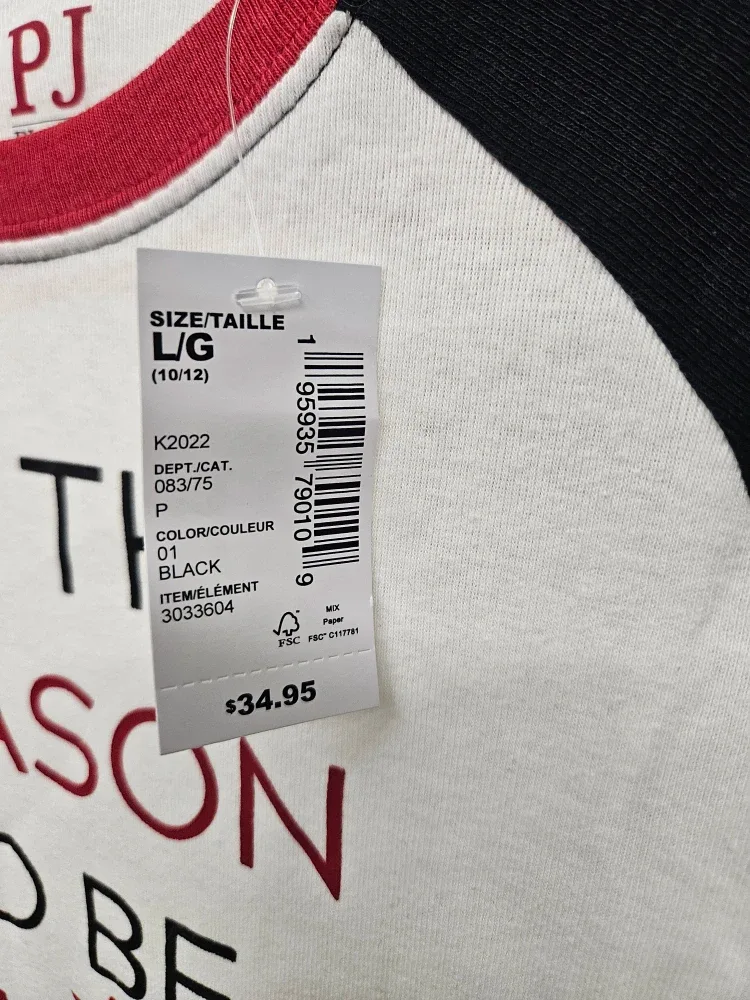 PJ
SIZE/TAILLE
L/G
(10/12)
K2022
DEPT./CAT.
083/75
P
COLOR/COULEUR
01
BLACK
ITEM/ÉLÉMENT
3033604
1 95935 79010 9
FSC
MIX
Paper
FSC™ C117781
$34.95
TH
ASON
O BE